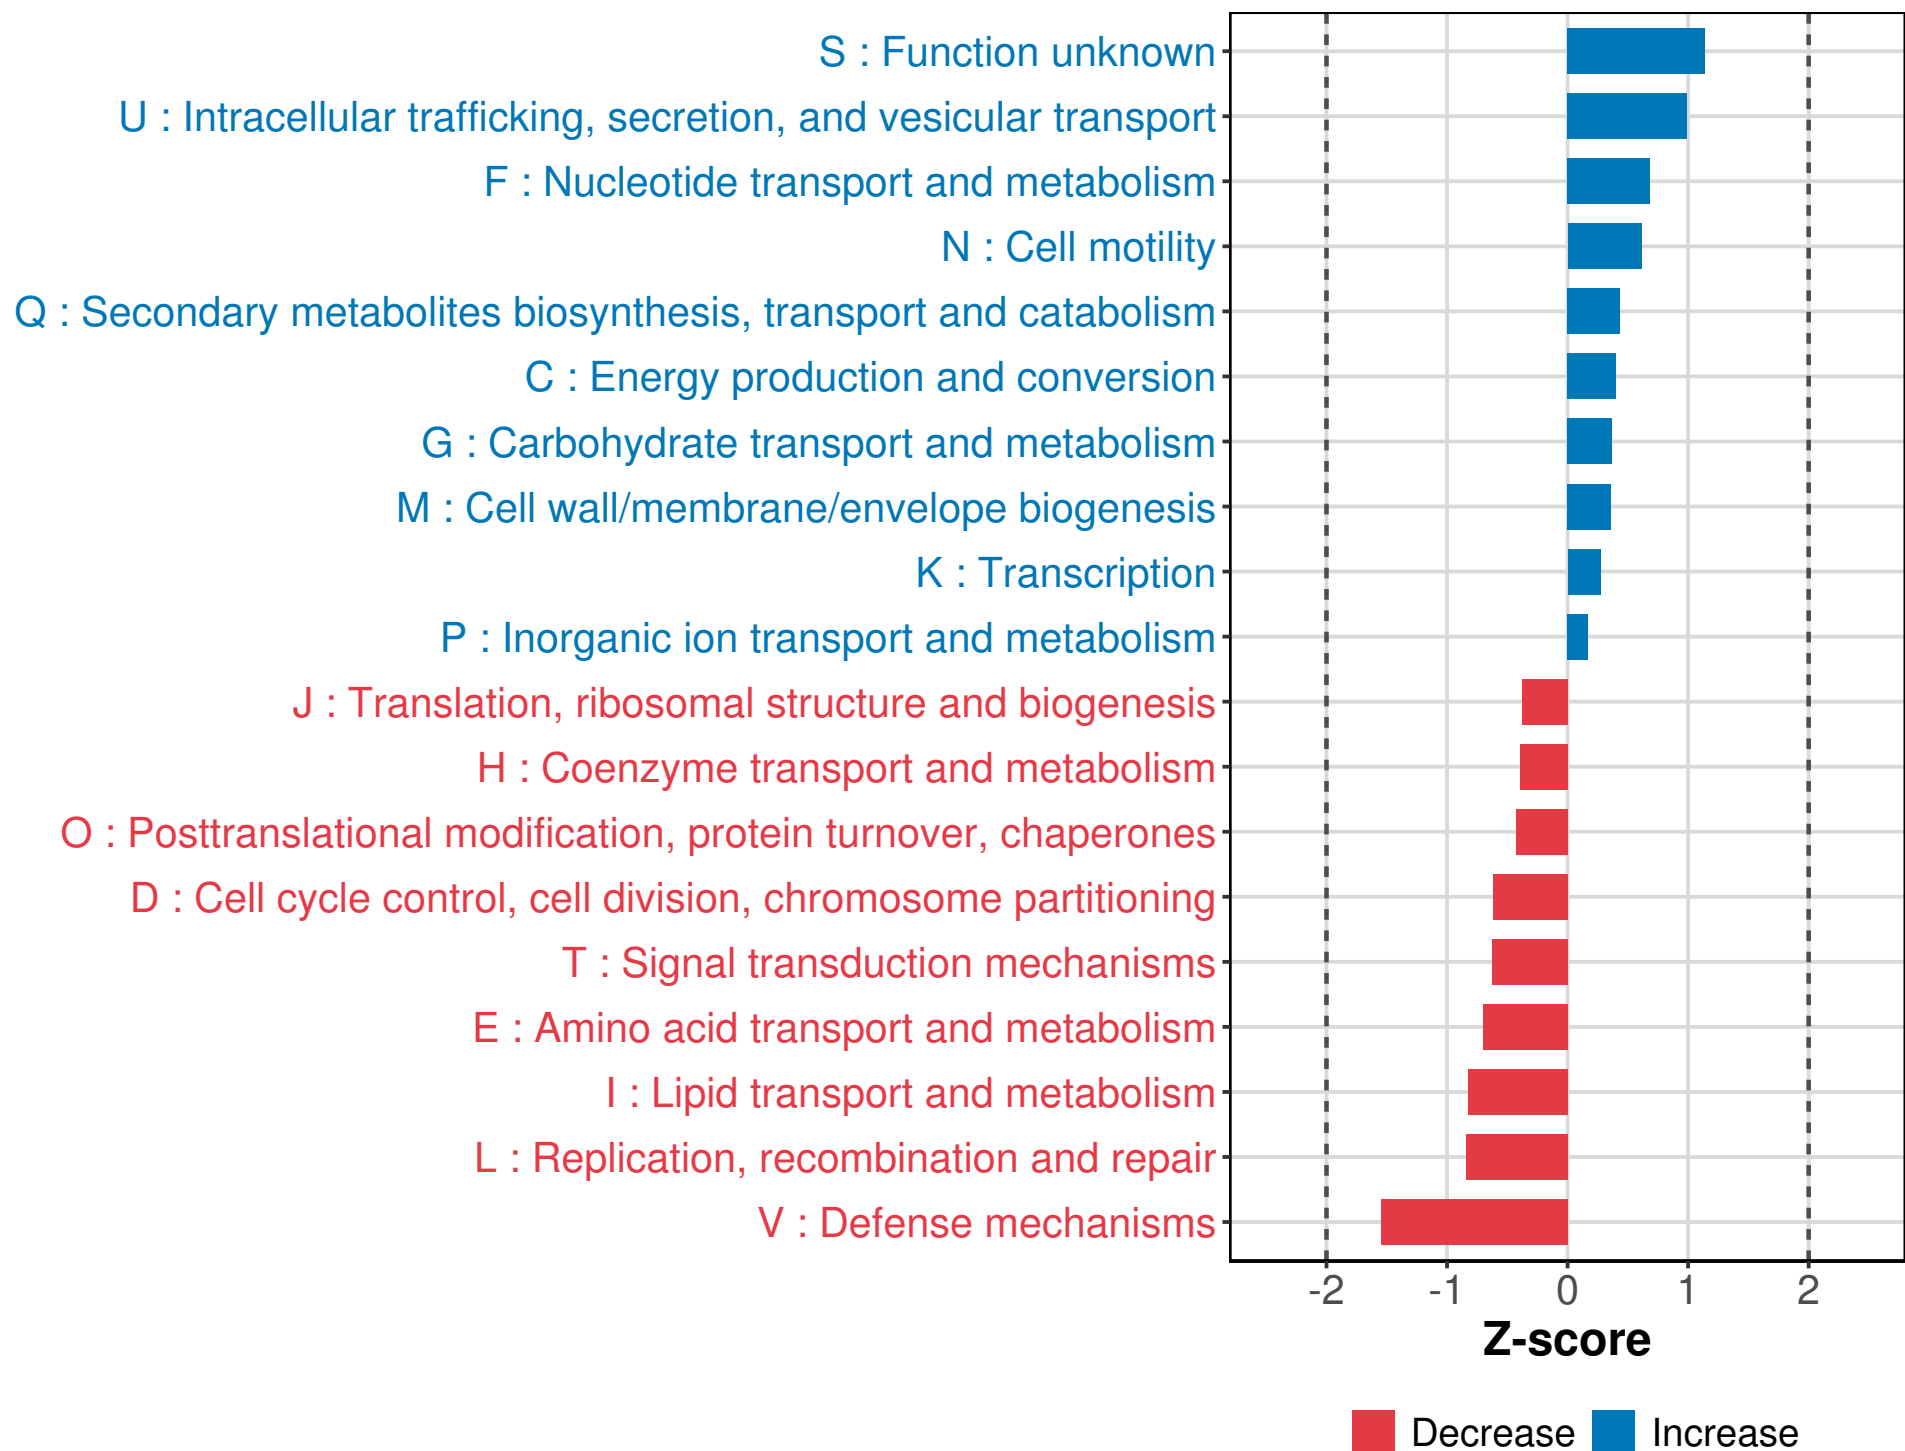 S : Function unknown
U : Intracellular trafficking, secretion, and vesicular transport
F : Nucleotide transport and metabolism
N : Cell motility
Q : Secondary metabolites biosynthesis, transport and catabolism
C : Energy production and conversion
G : Carbohydrate transport and metabolism
M : Cell wall/membrane/envelope biogenesis
K : Transcription
P : Inorganic ion transport and metabolism
J : Translation, ribosomal structure and biogenesis
H : Coenzyme transport and metabolism
O : Posttranslational modification, protein turnover, chaperones
D : Cell cycle control, cell division, chromosome partitioning
T : Signal transduction mechanisms
E : Amino acid transport and metabolism
I : Lipid transport and metabolism
L : Replication, recombination and repair
V : Defense mechanisms
-2 -1 0 1 2
Z-score
Decrease Increase